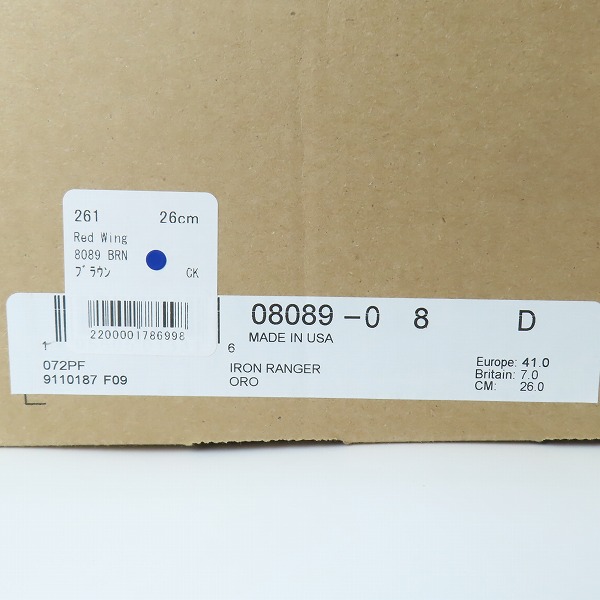 261 26cm
Red Wing
8089 BRN
ﾌﾞﾗｳﾝ CK
2200001786998
08089-0 8 D
MADE IN USA
6
072PF IRON RANGER Europe: 41.0
9110187 F09 ORO Britain: 7.0
CM: 26.0